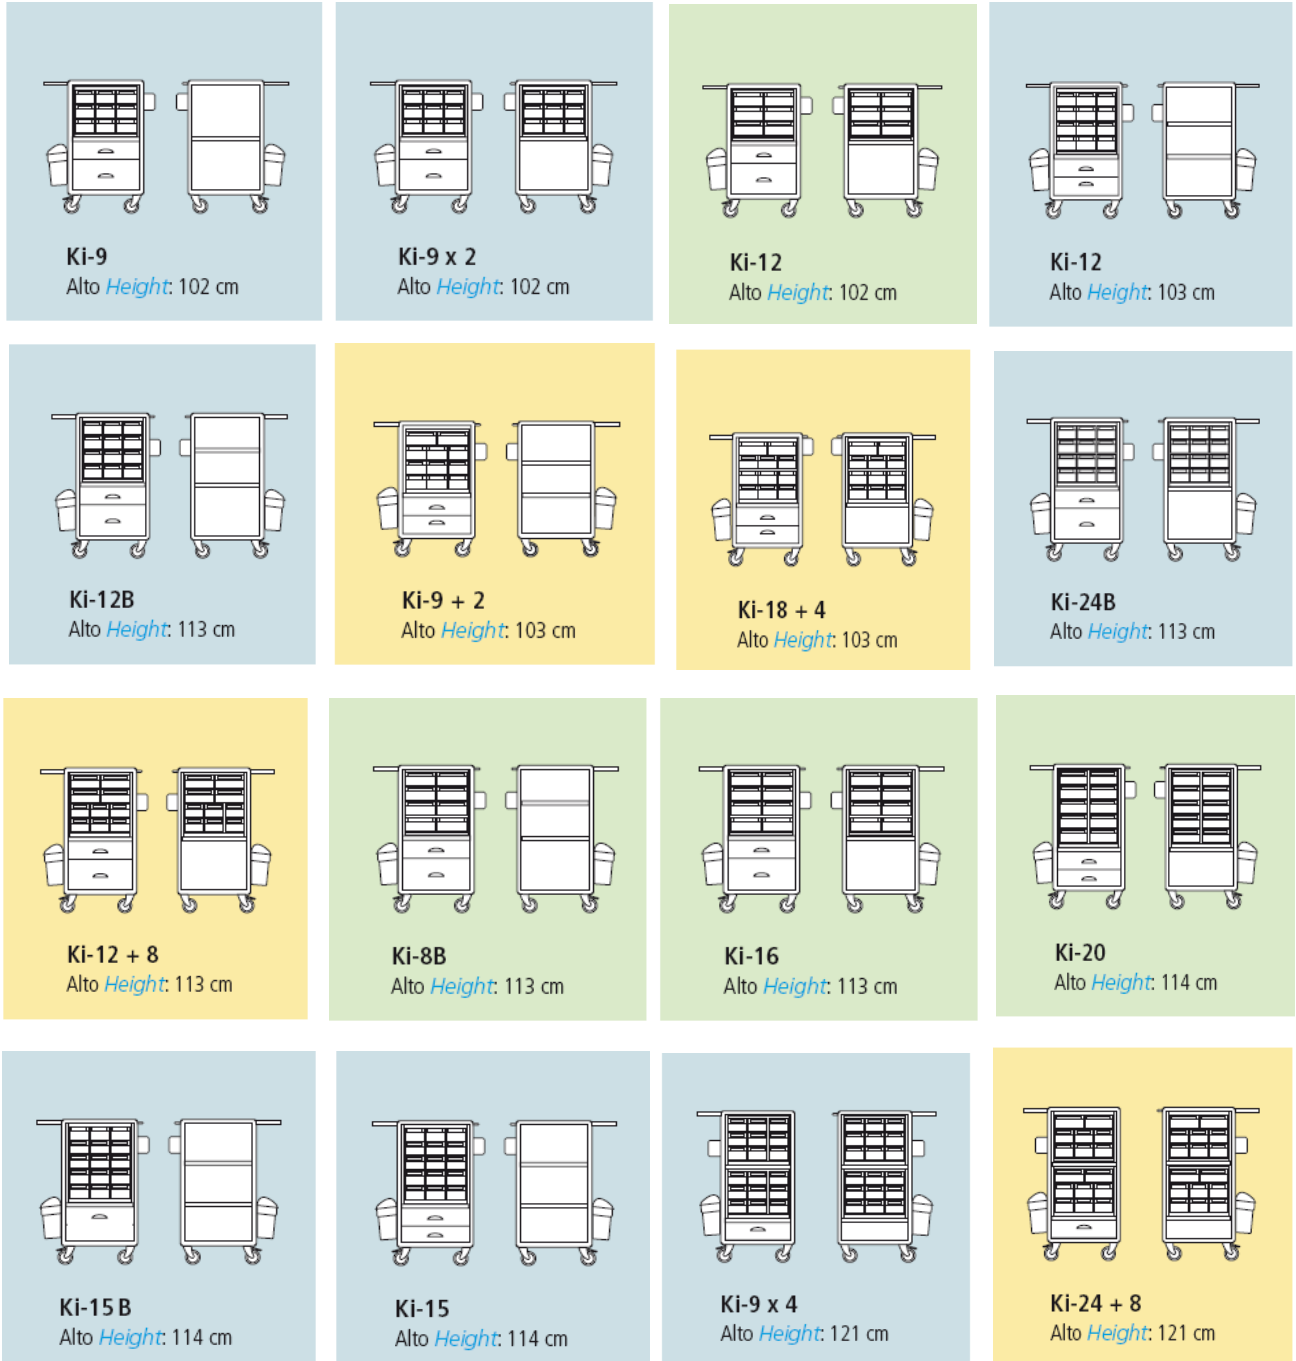 Ki-9
Alto Height: 102 cm
Ki-9 x 2
Alto Height: 102 cm
Ki-12
Alto Height: 102 cm
Ki-12
Alto Height: 103 cm
Ki-12B
Alto Height: 113 cm
Ki-9 + 2
Alto Height: 103 cm
Ki-18 + 4
Alto Height: 103 cm
Ki-24B
Alto Height: 113 cm
Ki-12 + 8
Alto Height: 113 cm
Ki-8B
Alto Height: 113 cm
Ki-16
Alto Height: 113 cm
Ki-20
Alto Height: 114 cm
Ki-15 B
Alto Height: 114 cm
Ki-15
Alto Height: 114 cm
Ki-9 x 4
Alto Height: 121 cm
Ki-24 + 8
Alto Height: 121 cm